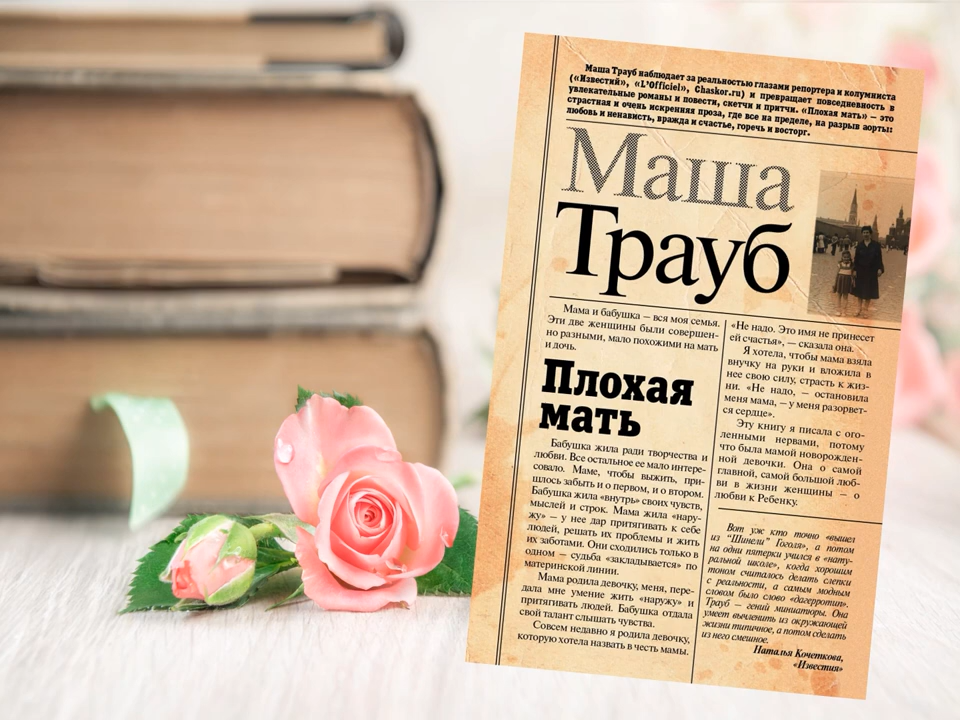 Маша Трауб наблюдает за реальностью глазами репортера и колумниста
(«Известий», «L'Officiel», Chaskor.ru) и превращает повседневность в
увлекательные романы и повести, скетчи и притчи. «Плохая мать» — это
страстная и очень искренняя проза, где все на пределе, на разрыв аорты:
любовь и ненависть, вражда и счастье, горечь и восторг.
Маша
Трауб
Мама и бабушка — вся моя семья.
Эти две женщины были совершен-
но разными, мало похожими на мать
и дочь.
Плохая
мать
Бабушка жила ради творчества и
любви. Все остальное ее мало интере-
совало. Маме, чтобы выжить, при-
шлось забыть и о первом, и о втором.
Бабушка жила «внутрь» своих чувств,
мыслей и строк. Мама жила «нару-
жу» — у нее дар притягивать к себе
людей, решать их проблемы и жить
их заботами. Они сходились только в
одном — судьба «закладывается» по
материнской линии.
Мама родила девочку, меня, пере-
дала мне умение жить «наружу» и
притягивать людей. Бабушка отдала
свой талант слышать чувства.
Совсем недавно я родила девочку,
которую хотела назвать в честь мамы.
«Не надо. Это имя не принесет
ей счастья», — сказала она.
Я хотела, чтобы мама взяла
внучку на руки и вложила в
нее свою силу, страсть к жиз-
ни. «Не надо, — остановила
меня мама, — у меня разорвет-
ся сердце».
Эту книгу я писала с ого-
ленными нервами, потому
что была мамой новорожден-
ной девочки. Она о самой
главной, самой большой люб-
ви в жизни женщины — о
любви к Ребенку.
Вот уж кто точно «вышел
из "Шинели" Гоголя», а потом
на одни пятерки учился в «нату-
ральной школе», когда хорошим
тоном считалось делать слепки
с реальности, а самым модным
словом было слово «дагерротип».
Трауб — гений миниатюры. Она
умеет вычленить из окружающей
жизни типичное, а потом сделать
из него смешное.
Наталья Кочеткова,
«Известия»